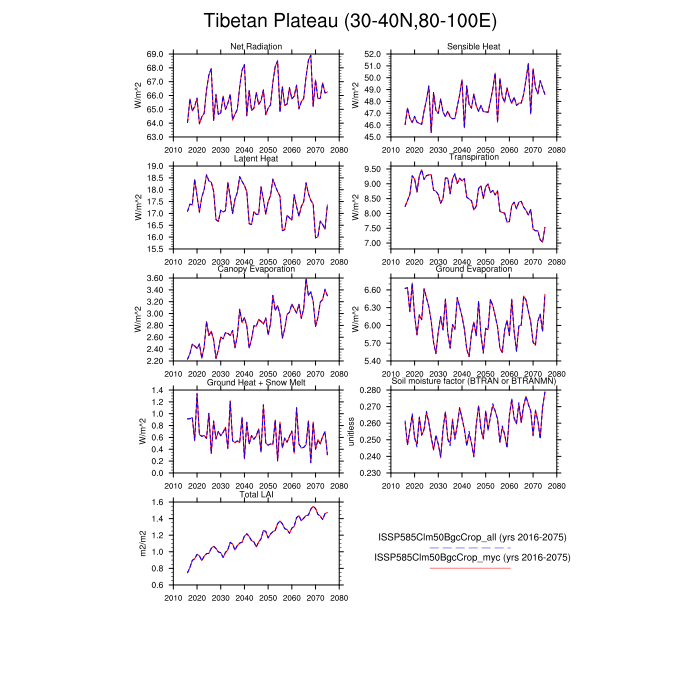 Tibetan Plateau (30-40N,80-100E)
Net Radiation
W/m^2
69.0
68.0
67.0
66.0
65.0
64.0
63.0
2010 2020 2030 2040 2050 2060 2070 2080
Sensible Heat
W/m^2
52.0
51.0
50.0
49.0
48.0
47.0
46.0
45.0
2010 2020 2030 2040 2050 2060 2070 2080
Latent Heat
W/m^2
19.0
18.5
18.0
17.5
17.0
16.5
16.0
15.5
2010 2020 2030 2040 2050 2060 2070 2080
Transpiration
W/m^2
9.50
9.00
8.50
8.00
7.50
7.00
2010 2020 2030 2040 2050 2060 2070 2080
Canopy Evaporation
W/m^2
3.60
3.40
3.20
3.00
2.80
2.60
2.40
2.20
2010 2020 2030 2040 2050 2060 2070 2080
Ground Evaporation
W/m^2
6.60
6.30
6.00
5.70
5.40
2010 2020 2030 2040 2050 2060 2070 2080
Ground Heat + Snow Melt
W/m^2
1.4
1.2
1.0
0.8
0.6
0.4
0.2
0.0
2010 2020 2030 2040 2050 2060 2070 2080
Soil moisture factor (BTRAN or BTRANMN)
unitless
0.280
0.270
0.260
0.250
0.240
0.230
2010 2020 2030 2040 2050 2060 2070 2080
Total LAI
m2/m2
1.6
1.4
1.2
1.0
0.8
0.6
2010 2020 2030 2040 2050 2060 2070 2080
ISSP585Clm50BgcCrop_all (yrs 2016-2075)
ISSP585Clm50BgcCrop_myc (yrs 2016-2075)